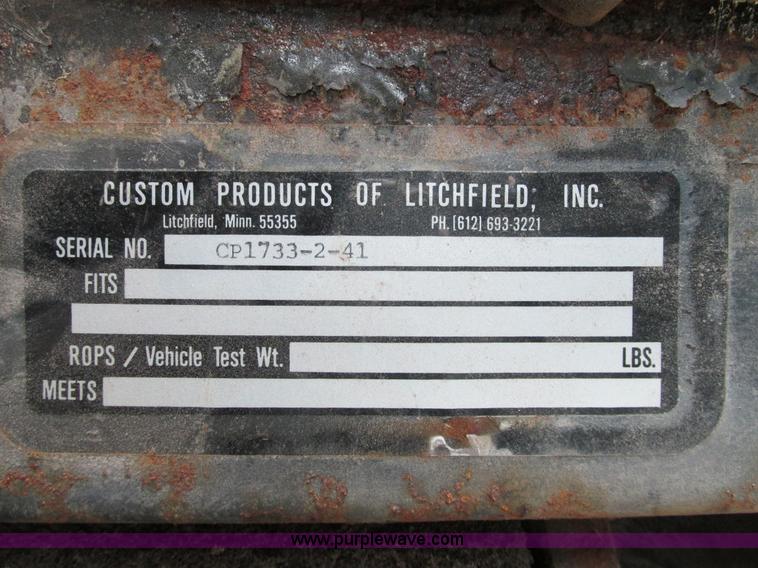 CUSTOM PRODUCTS OF LITCHFIELD, INC.
Litchfield, Minn. 55355 PH. (612) 693-3221
SERIAL NO. CP1733-2-41
FITS
ROPS / Vehicle Test Wt. LBS.
MEETS
www.purplewave.com